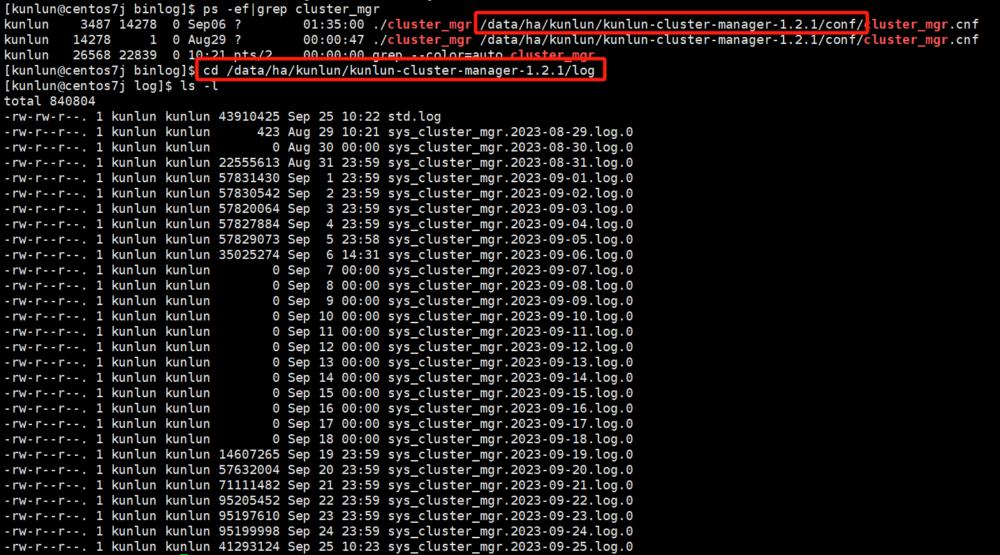 [kunlun@centos7j binlog]$ ps -ef|grep cluster_mgr
kunlun    3487 14278  0 Sep06 ?        01:35:00 ./cluster_mgr /data/ha/kunlun/kunlun-cluster-manager-1.2.1/conf/cluster_mgr.cnf
kunlun   14278     1  0 Aug29 ?        00:00:47 ./cluster_mgr /data/ha/kunlun/kunlun-cluster-manager-1.2.1/conf/cluster_mgr.cnf
kunlun   26568 22839  0 10:21 pts/2    00:00:00 grep --color=auto cluster_mgr
[kunlun@centos7j binlog]$ cd /data/ha/kunlun/kunlun-cluster-manager-1.2.1/log
[kunlun@centos7j log]$ ls -l
total 840804
-rw-rw-r--. 1 kunlun kunlun 43910425 Sep 25 10:22 std.log
-rw-r--r--. 1 kunlun kunlun      423 Aug 29 10:21 sys_cluster_mgr.2023-08-29.log.0
-rw-r--r--. 1 kunlun kunlun        0 Aug 30 00:00 sys_cluster_mgr.2023-08-30.log.0
-rw-r--r--. 1 kunlun kunlun 22555613 Aug 31 23:59 sys_cluster_mgr.2023-08-31.log.0
-rw-r--r--. 1 kunlun kunlun 57831430 Sep  1 23:59 sys_cluster_mgr.2023-09-01.log.0
-rw-r--r--. 1 kunlun kunlun 57830542 Sep  2 23:59 sys_cluster_mgr.2023-09-02.log.0
-rw-r--r--. 1 kunlun kunlun 57820064 Sep  3 23:59 sys_cluster_mgr.2023-09-03.log.0
-rw-r--r--. 1 kunlun kunlun 57827884 Sep  4 23:59 sys_cluster_mgr.2023-09-04.log.0
-rw-r--r--. 1 kunlun kunlun 57829073 Sep  5 23:58 sys_cluster_mgr.2023-09-05.log.0
-rw-r--r--. 1 kunlun kunlun 35025274 Sep  6 14:31 sys_cluster_mgr.2023-09-06.log.0
-rw-r--r--. 1 kunlun kunlun        0 Sep  7 00:00 sys_cluster_mgr.2023-09-07.log.0
-rw-r--r--. 1 kunlun kunlun        0 Sep  8 00:00 sys_cluster_mgr.2023-09-08.log.0
-rw-r--r--. 1 kunlun kunlun        0 Sep  9 00:00 sys_cluster_mgr.2023-09-09.log.0
-rw-r--r--. 1 kunlun kunlun        0 Sep 10 00:00 sys_cluster_mgr.2023-09-10.log.0
-rw-r--r--. 1 kunlun kunlun        0 Sep 11 00:00 sys_cluster_mgr.2023-09-11.log.0
-rw-r--r--. 1 kunlun kunlun        0 Sep 12 00:00 sys_cluster_mgr.2023-09-12.log.0
-rw-r--r--. 1 kunlun kunlun        0 Sep 13 00:00 sys_cluster_mgr.2023-09-13.log.0
-rw-r--r--. 1 kunlun kunlun        0 Sep 14 00:00 sys_cluster_mgr.2023-09-14.log.0
-rw-r--r--. 1 kunlun kunlun        0 Sep 15 00:00 sys_cluster_mgr.2023-09-15.log.0
-rw-r--r--. 1 kunlun kunlun        0 Sep 16 00:00 sys_cluster_mgr.2023-09-16.log.0
-rw-r--r--. 1 kunlun kunlun        0 Sep 17 00:00 sys_cluster_mgr.2023-09-17.log.0
-rw-r--r--. 1 kunlun kunlun        0 Sep 18 00:00 sys_cluster_mgr.2023-09-18.log.0
-rw-r--r--. 1 kunlun kunlun 14607265 Sep 19 23:59 sys_cluster_mgr.2023-09-19.log.0
-rw-r--r--. 1 kunlun kunlun 57632004 Sep 20 23:59 sys_cluster_mgr.2023-09-20.log.0
-rw-r--r--. 1 kunlun kunlun 71111482 Sep 21 23:59 sys_cluster_mgr.2023-09-21.log.0
-rw-r--r--. 1 kunlun kunlun 95205452 Sep 22 23:59 sys_cluster_mgr.2023-09-22.log.0
-rw-r--r--. 1 kunlun kunlun 95197610 Sep 23 23:59 sys_cluster_mgr.2023-09-23.log.0
-rw-r--r--. 1 kunlun kunlun 95199998 Sep 24 23:59 sys_cluster_mgr.2023-09-24.log.0
-rw-r--r--. 1 kunlun kunlun 41293124 Sep 25 10:23 sys_cluster_mgr.2023-09-25.log.0